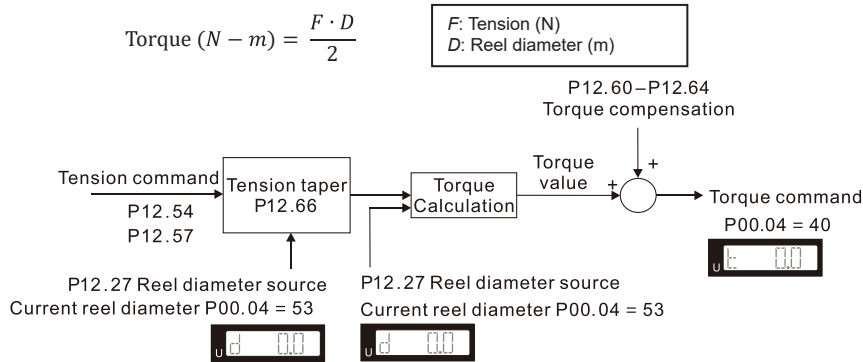 Torque (N − m) = F · D / 2
F: Tension (N)
D: Reel diameter (m)
P12.60–P12.64
Torque compensation
Tension command
P12.54
P12.57
Tension taper
P12.66
Torque
Calculation
Torque
value
+
+
Torque command
P00.04 = 40
U t 0.0
P12.27 Reel diameter source
Current reel diameter P00.04 = 53
U d 0.0
P12.27 Reel diameter source
Current reel diameter P00.04 = 53
U d 0.0